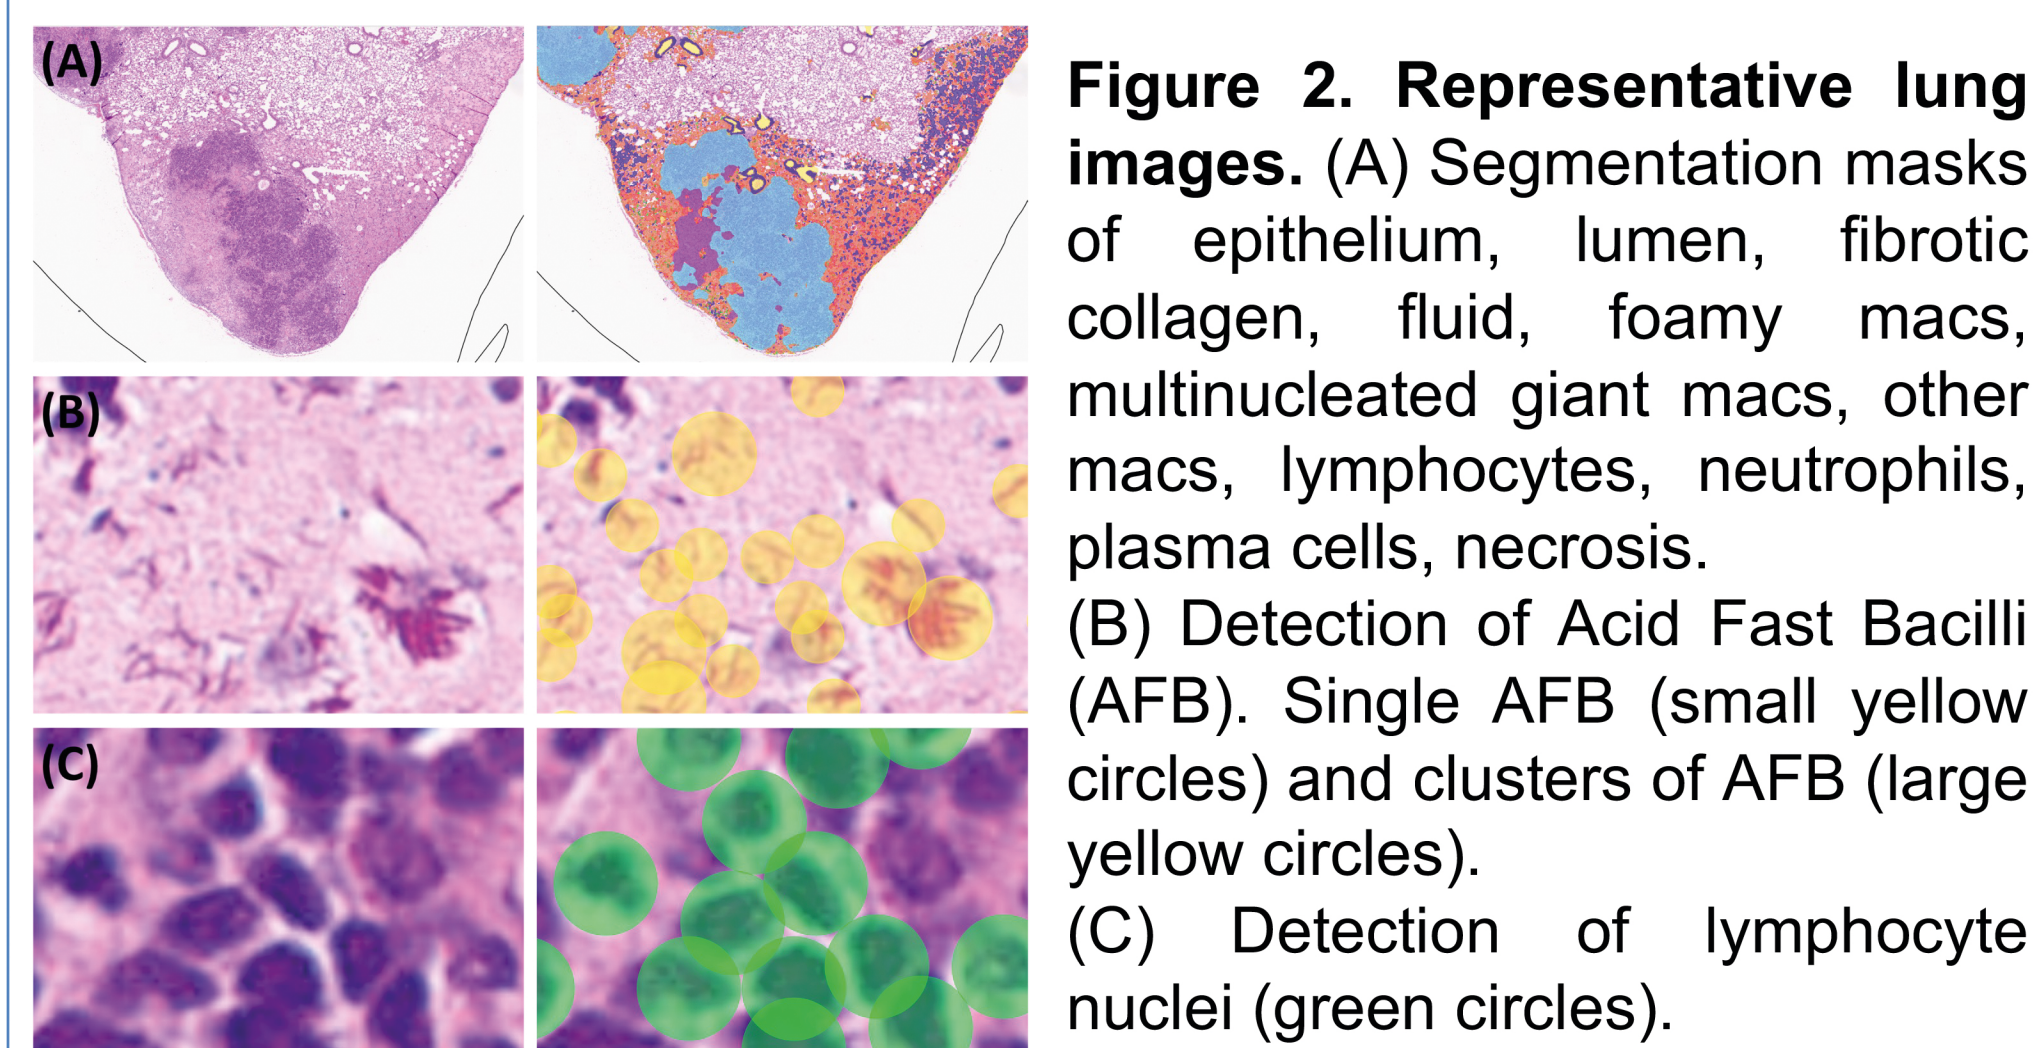 (A)
(B)
(C)
Figure 2. Representative lung
images. (A) Segmentation masks
of epithelium, lumen, fibrotic
collagen, fluid, foamy macs,
multinucleated giant macs, other
macs, lymphocytes, neutrophils,
plasma cells, necrosis.
(B) Detection of Acid Fast Bacilli
(AFB). Single AFB (small yellow
circles) and clusters of AFB (large
yellow circles).
(C) Detection of lymphocyte
nuclei (green circles).